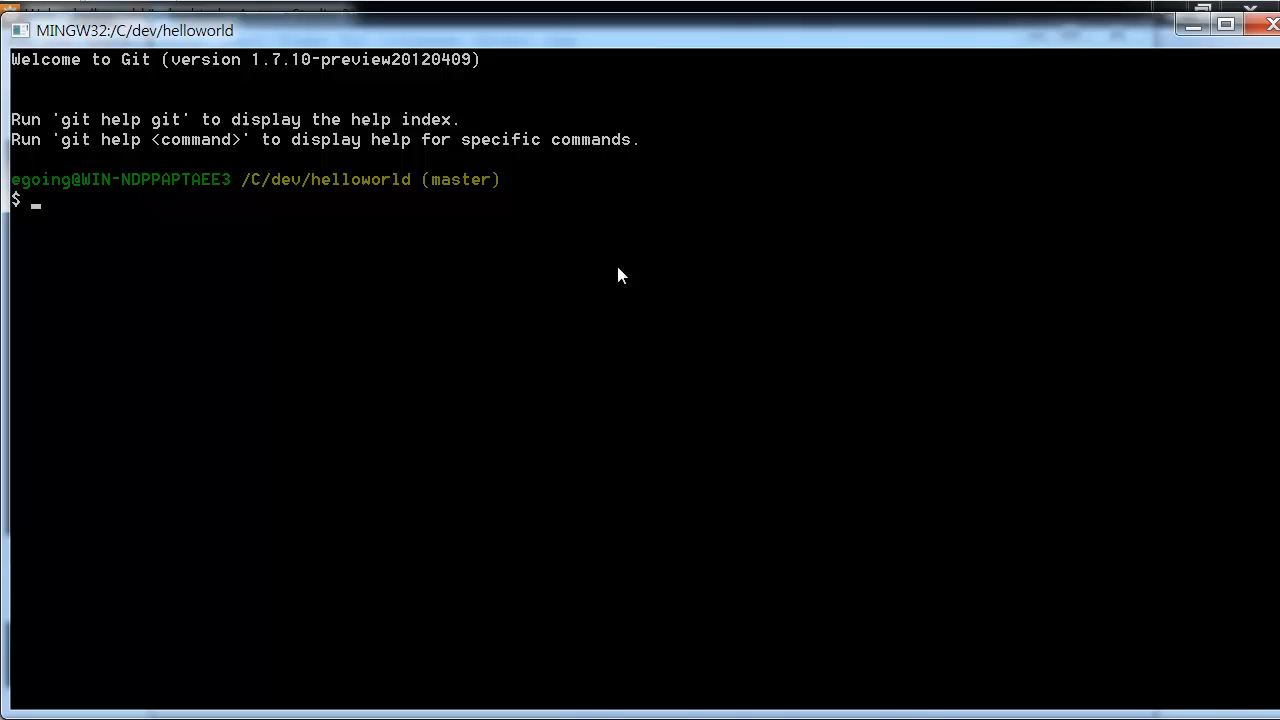 MINGW32:/C/dev/helloworld
Welcome to Git (version 1.7.10-preview20120409)
Run 'git help git' to display the help index.
Run 'git help <command>' to display help for specific commands.
egoing@WIN-NDPPAPTAEE3 /C/dev/helloworld (master)
$